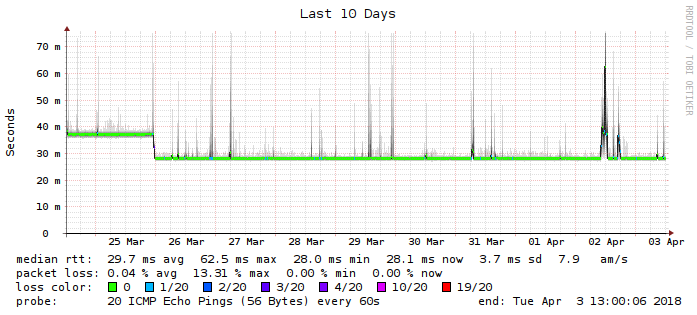 Last 10 Days
RRDTOOL / TOBI OETIKER
Seconds
70 m
60 m
50 m
40 m
30 m
20 m
10 m
0
25 Mar 26 Mar 27 Mar 28 Mar 29 Mar 30 Mar 31 Mar 01 Apr 02 Apr 03 Apr
median rtt: 29.7 ms avg 62.5 ms max 28.0 ms min 28.1 ms now 3.7 ms sd 7.9 am/s
packet loss: 0.04 % avg 13.31 % max 0.00 % min 0.00 % now
loss color: 0 1/20 2/20 3/20 4/20 10/20 19/20
probe: 20 ICMP Echo Pings (56 Bytes) every 60s end: Tue Apr 3 13:00:06 2018